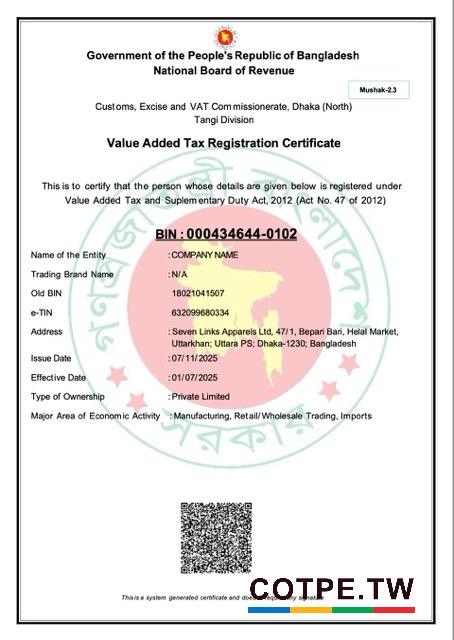 Government of the People's Republic of Bangladesh
National Board of Revenue
Mushak-2.3
Customs, Excise and VAT Commissionerate, Dhaka (North)
Tangi Division
Value Added Tax Registration Certificate
This is to certify that the person whose details are given below is registered under
Value Added Tax and Suplementary Duty Act, 2012 (Act No. 47 of 2012)
BIN : 000434644-0102
Name of the Entity : COMPANY NAME
Trading Brand Name : N/A
Old BIN 18021041507
e-TIN 632099680334
Address : Seven Links Apparels Ltd, 47/1, Bepari Bari, Helal Market,
Uttarkhan; Uttara PS; Dhaka-1230; Bangladesh
Issue Date : 07/11/2025
Effective Date : 01/07/2025
Type of Ownership : Private Limited
Major Area of Economic Activity : Manufacturing, Retail/Wholesale Trading, Imports
গণপ্রজাতন্ত্রী বাংলাদেশ
সরকার
This is a system generated certificate and does
signature
COTPE.TW